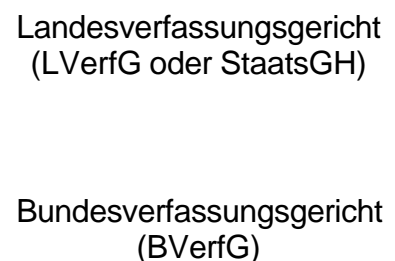 Landesverfassungsgericht
(LVerfG oder StaatsGH)
Bundesverfassungsgericht
(BVerfG)